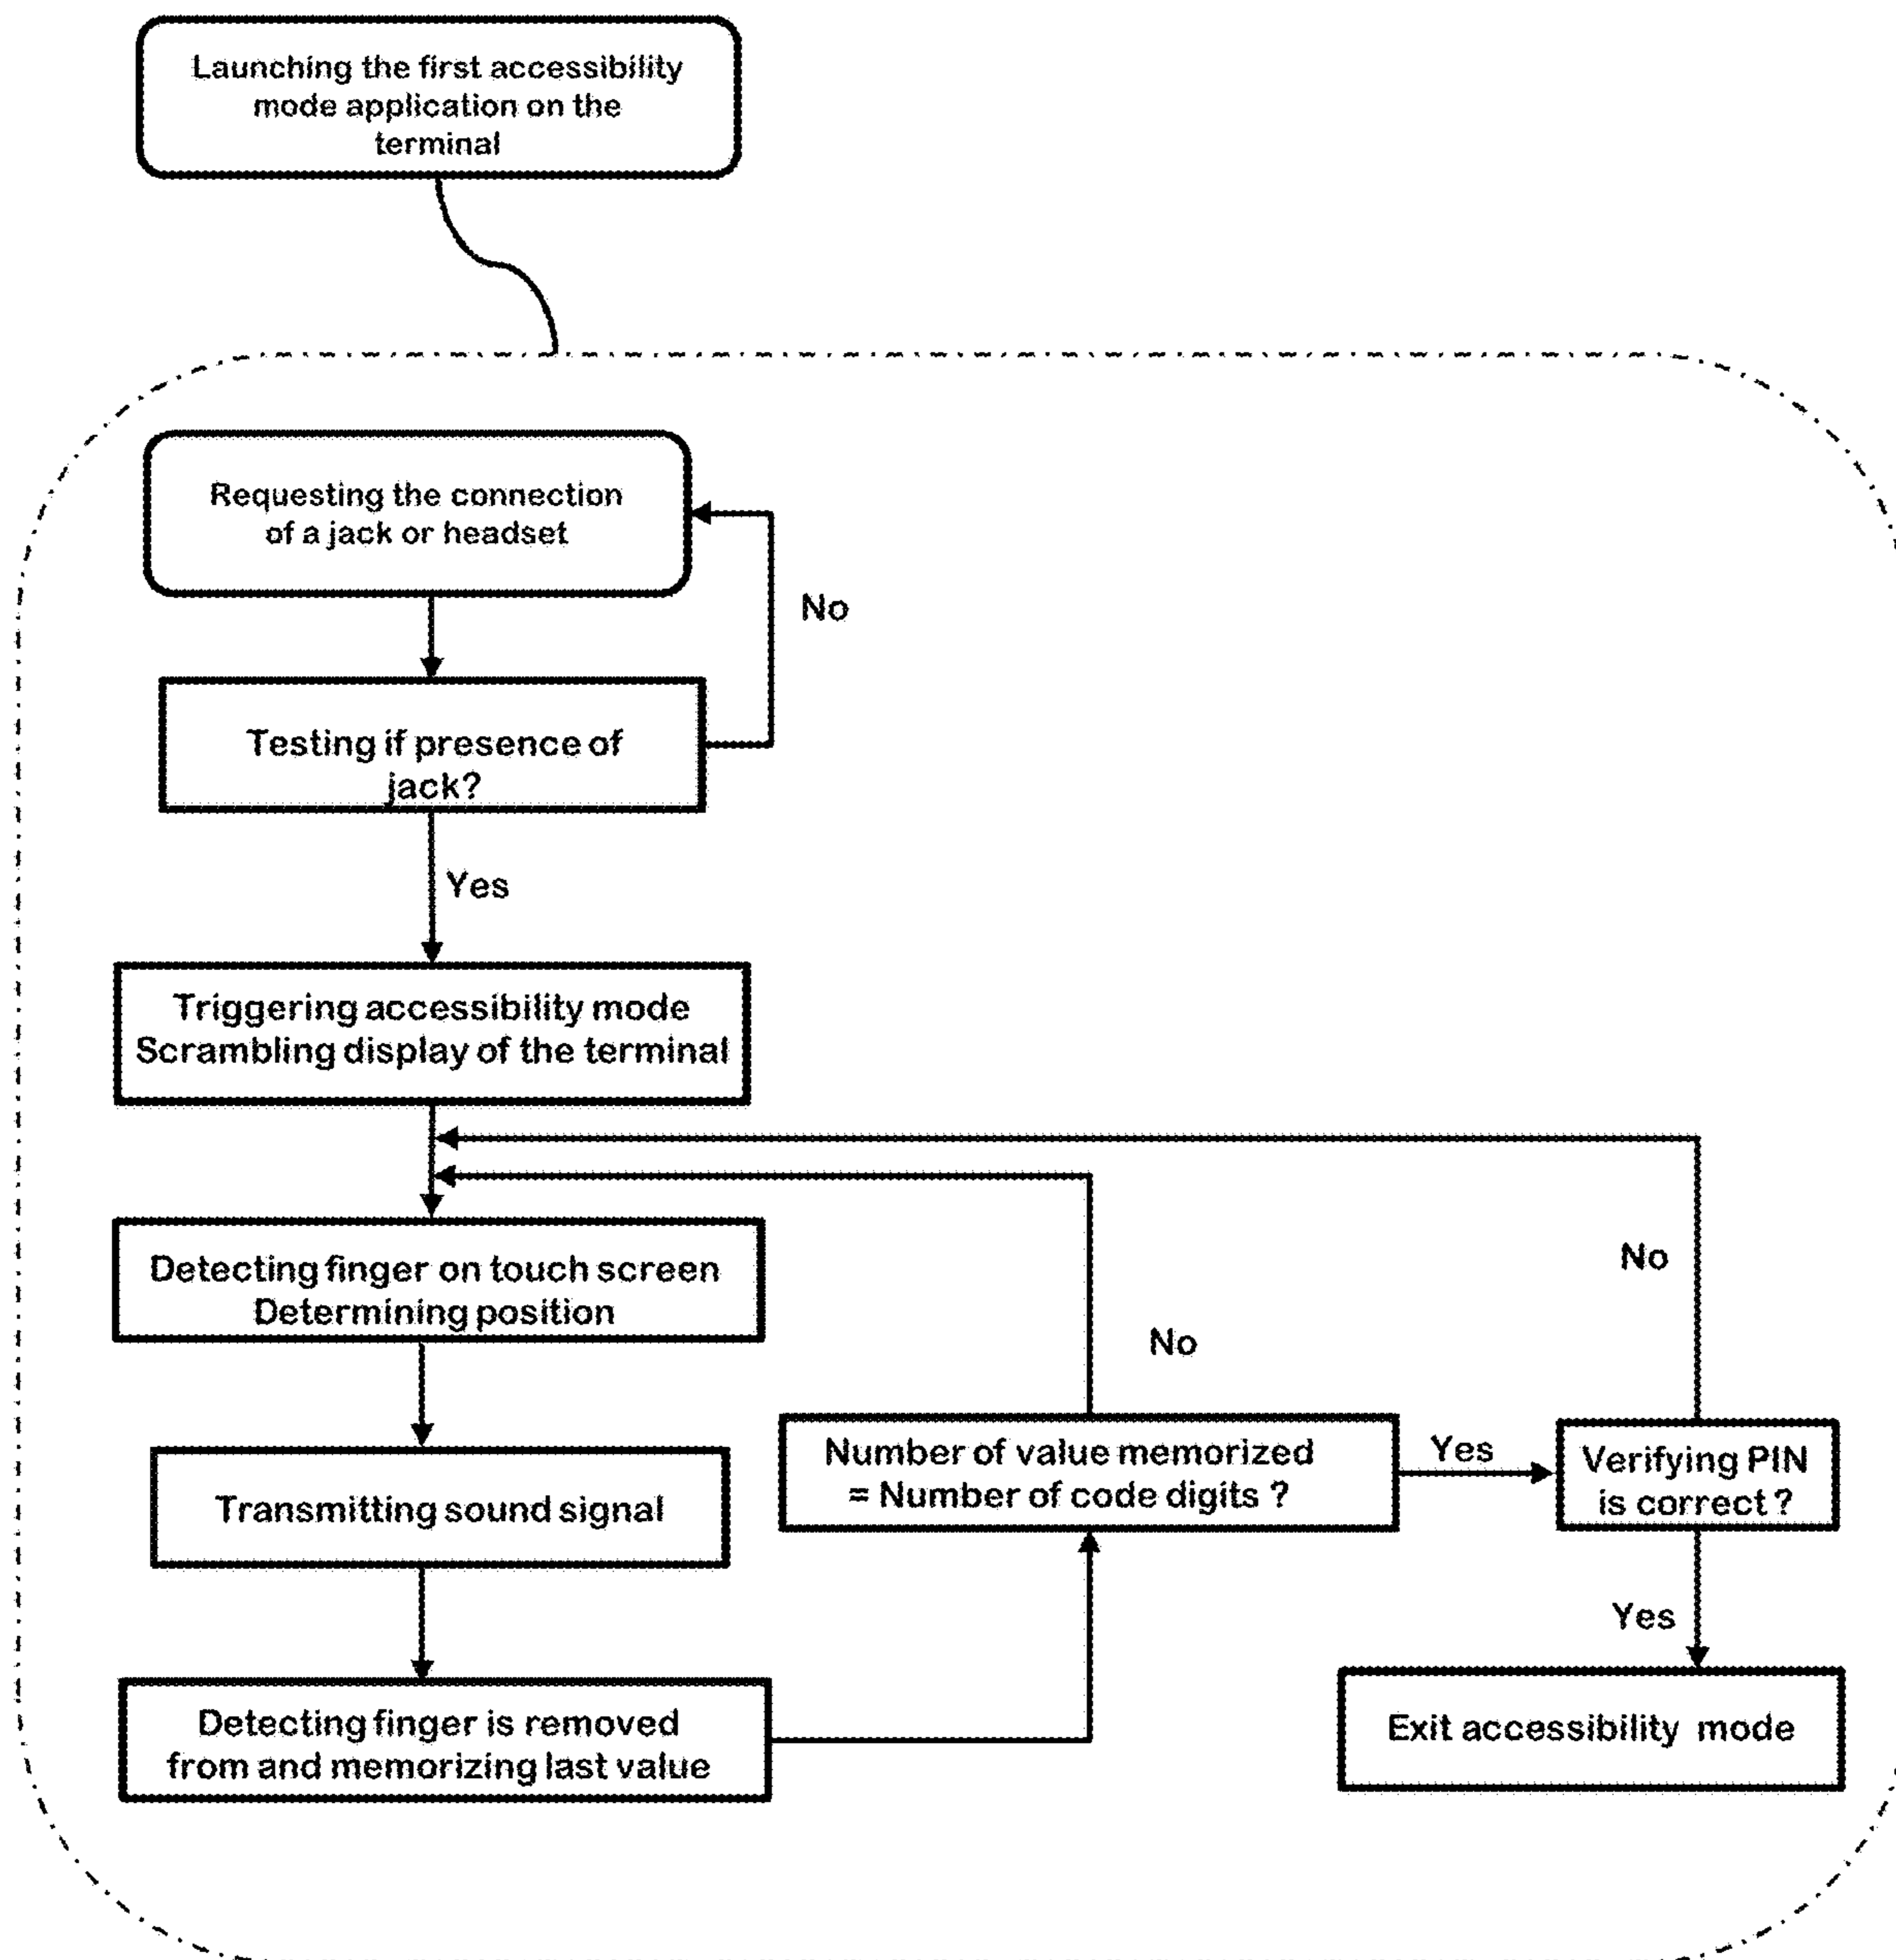 Launching the first accessibility
mode application on the
terminal
Requesting the connection
of a jack or headset
No
Testing if presence of
jack?
Yes
Triggering accessibility mode
Scrambling display of the terminal
Detecting finger on touch screen
Determining position
No
No
Number of value memorized
= Number of code digits ?
Yes
Verifying PIN
is correct ?
Transmitting sound signal
Yes
Detecting finger is removed
from and memorizing last value
Exit accessibility mode